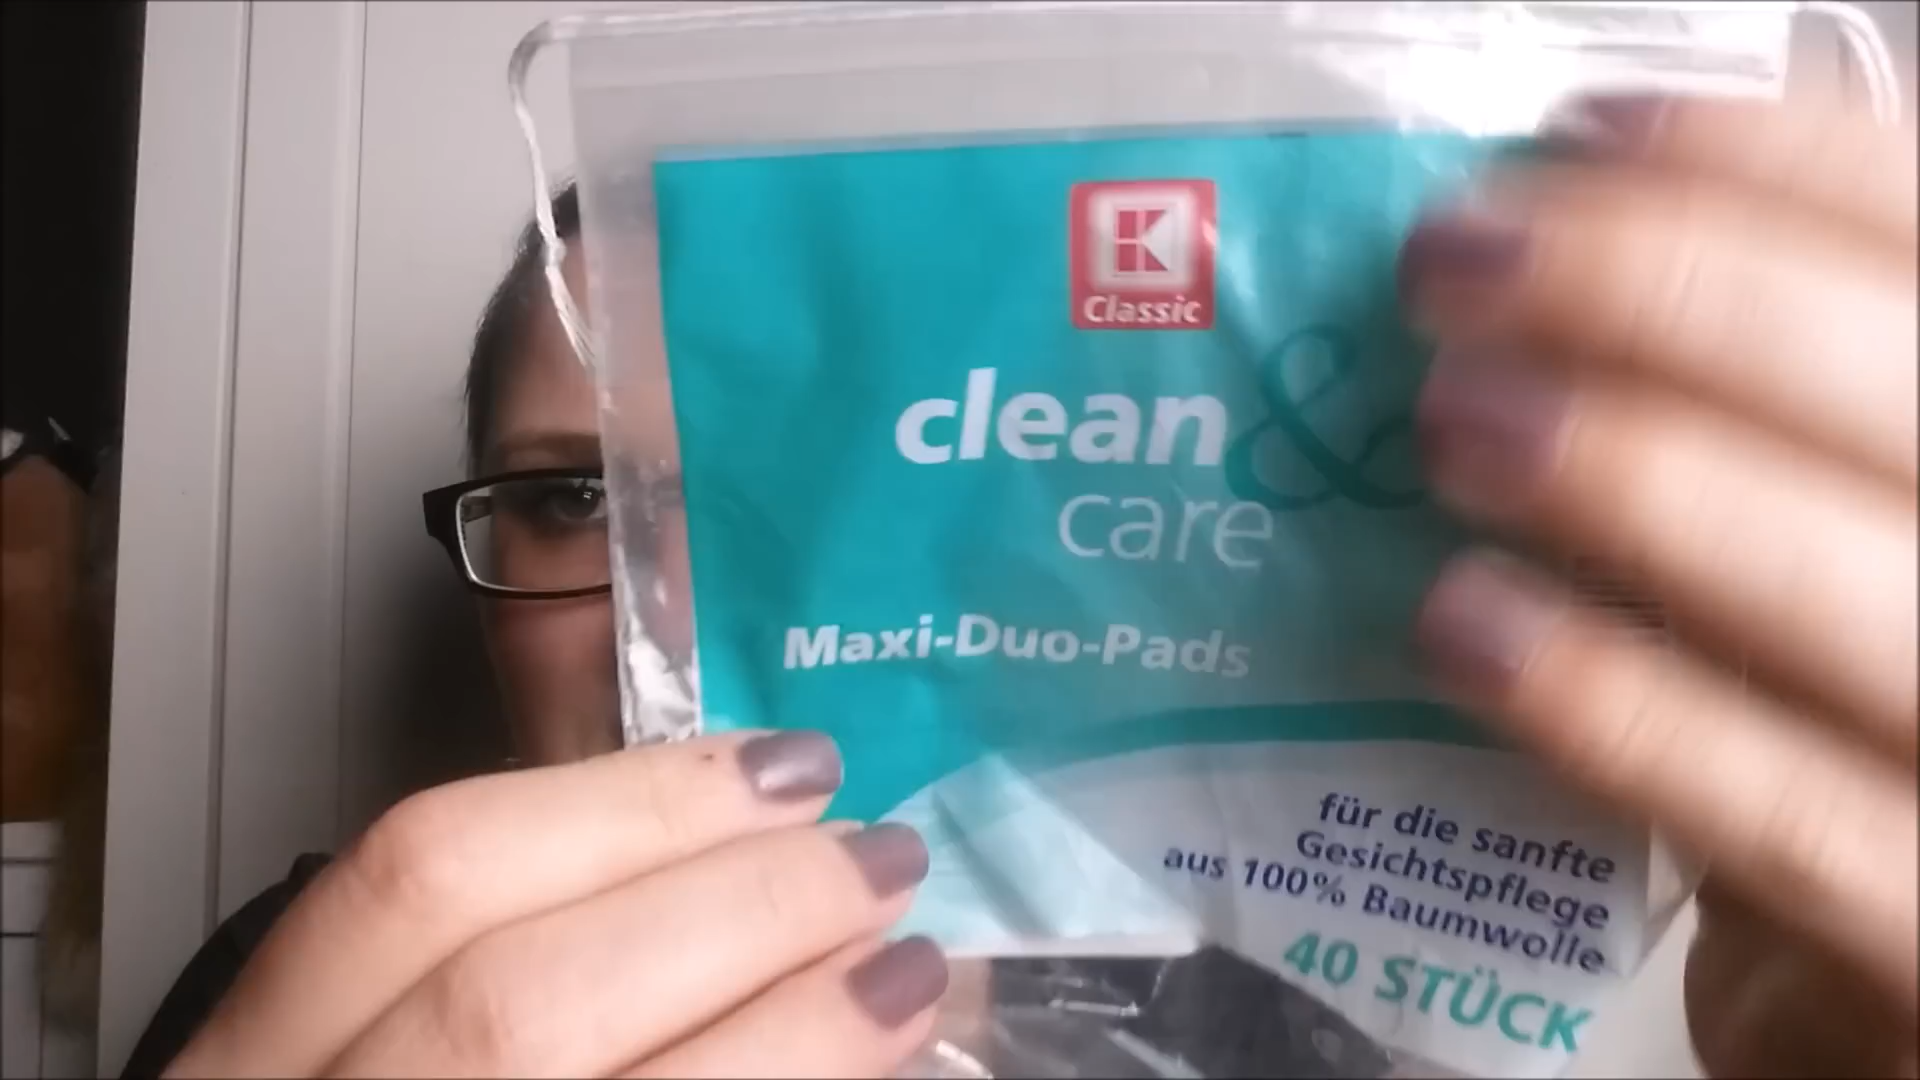 K
Classic
clean &
care
Maxi-Duo-Pads
für die sanfte
Gesichtspflege
aus 100% Baumwolle
40 STÜCK